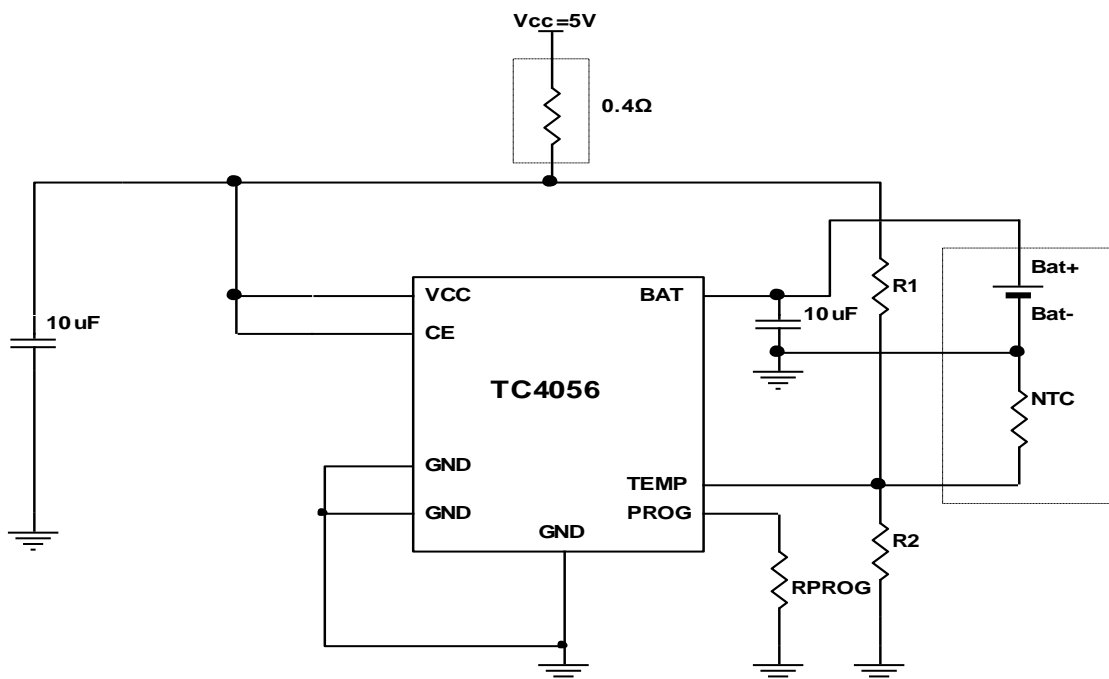 Vcc=5V
0.4Ω
VCC
BAT
R1
Bat+
10uF
CE
10uF
Bat-
TC4056
NTC
GND
TEMP
GND
PROG
GND
R2
RPROG